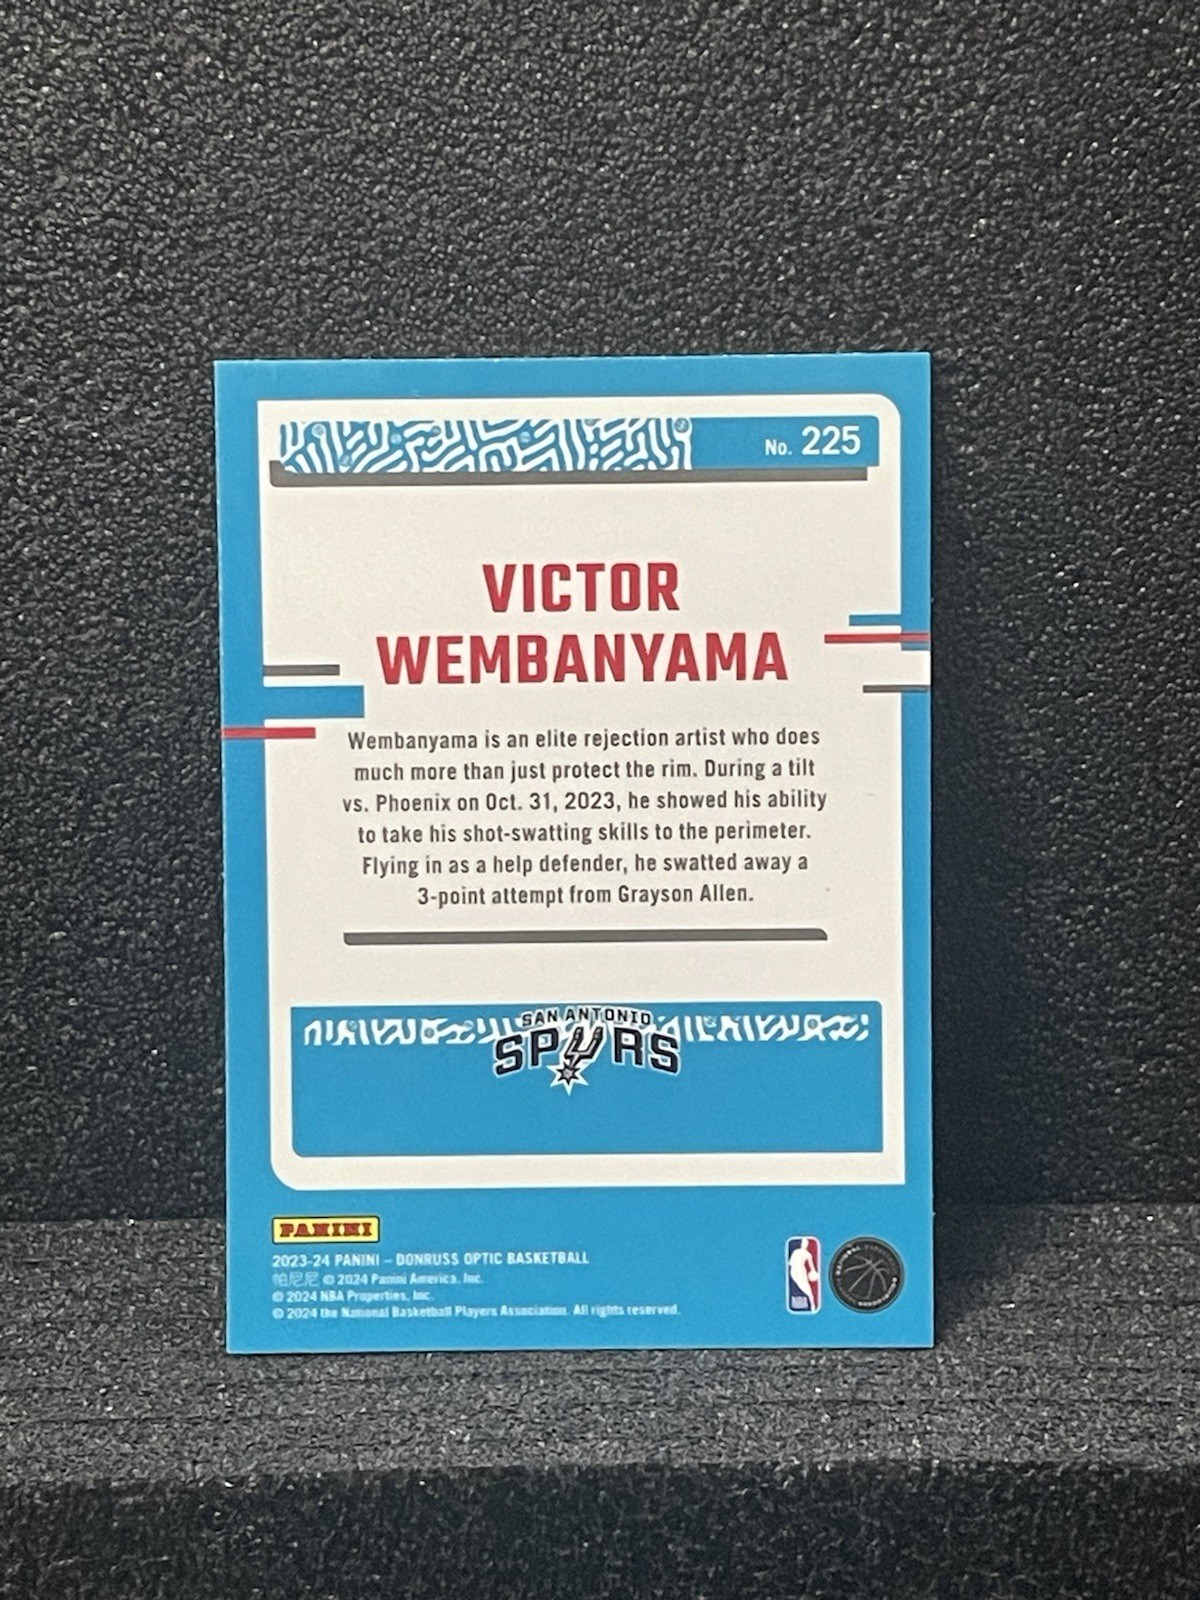 No. 225
VICTOR
WEMBANYAMA
Wembanyama is an elite rejection artist who does
much more than just protect the rim. During a tilt
vs. Phoenix on Oct. 31, 2023, he showed his ability
to take his shot-swatting skills to the perimeter.
Flying in as a help defender, he swatted away a
3-point attempt from Grayson Allen.
SAN ANTONIO
SPURS
PANINI
2023-24 PANINI – DONRUSS OPTIC BASKETBALL
帕尼尼 © 2024 Panini America, Inc.
© 2024 NBA Properties, Inc.
© 2024 the National Basketball Players Association. All rights reserved.
NBA